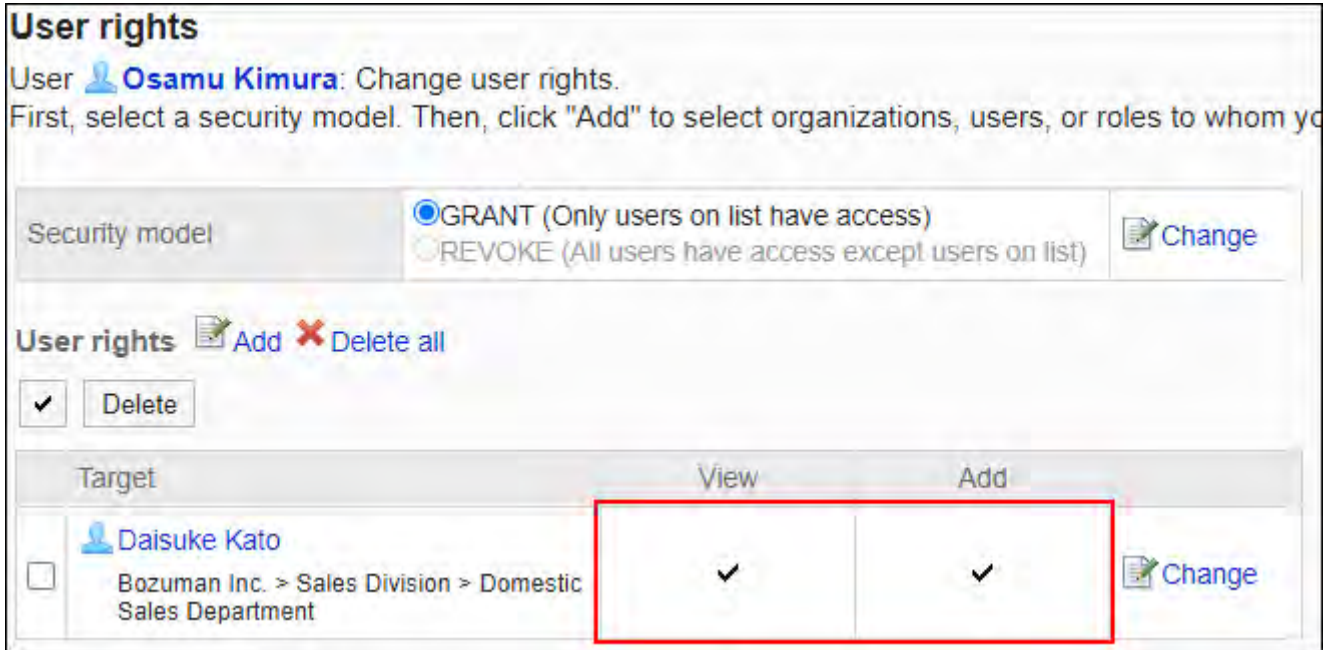 User rights
User Osamu Kimura: Change user rights.
First, select a security model. Then, click "Add" to select organizations, users, or roles to whom
Security model
GRANT (Only users on list have access)
REVOKE (All users have access except users on list)
Change
User rights Add Delete all
Delete
Target View Add
Daisuke Kato
Bozuman Inc. > Sales Division > Domestic
Sales Department
Change